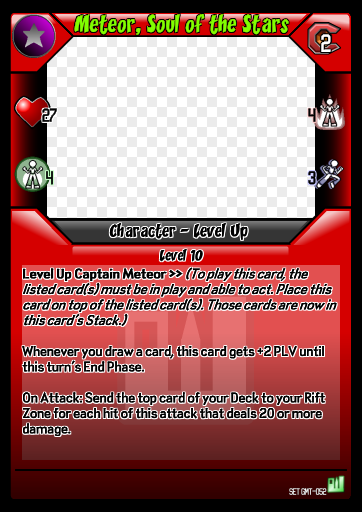 Meteor, Soul of the Stars
2
27
4
4
3
Character - Level Up
Level 10
Level Up Captain Meteor >> (To play this card, the
listed card(s) must be in play and able to act. Place this
card on top of the listed card(s). Those cards are now in
this card's Stack.)
Whenever you draw a card, this card gets +2 PLV until
this turn's End Phase.
On Attack: Send the top card of your Deck to your Rift
Zone for each hit of this attack that deals 20 or more
damage.
SET GMT-052